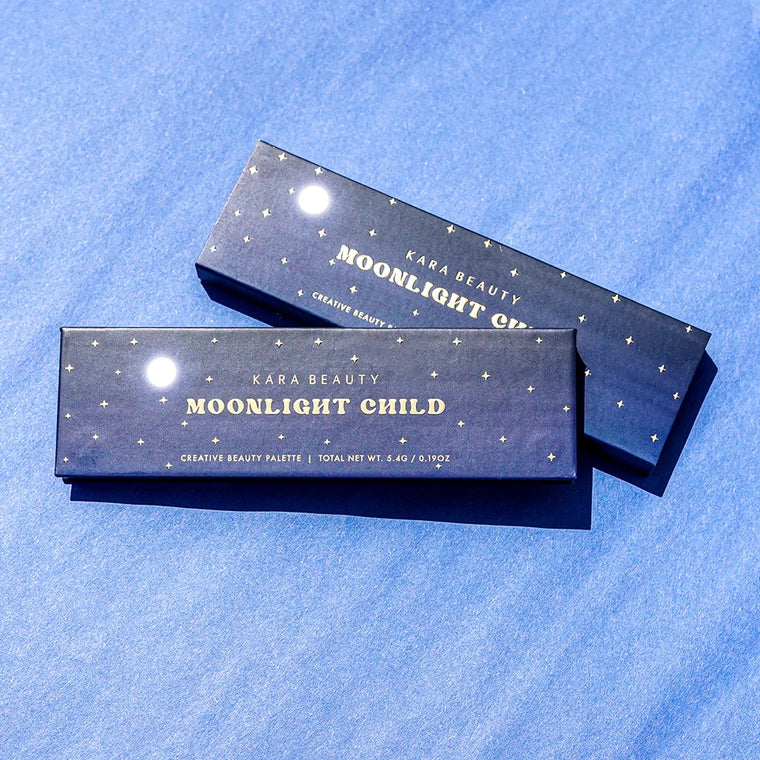 KARA BEAUTY
MOONLIGHT
CREATIVE BEAUTY
KARA BEAUTY
MOONLIGHT CHILD
CREATIVE BEAUTY PALETTE | TOTAL NET WT. 5.4G / 0.19OZ